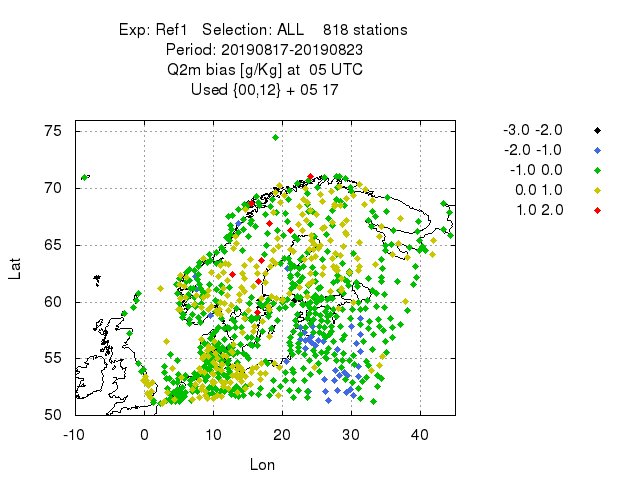 Exp: Ref1 Selection: ALL 818 stations
Period: 20190817-20190823
Q2m bias [g/Kg] at 05 UTC
Used {00,12} + 05 17
-3.0 -2.0
-2.0 -1.0
-1.0 0.0
0.0 1.0
1.0 2.0
75
70
65
60
55
50
Lat
-10 0 10 20 30 40
Lon